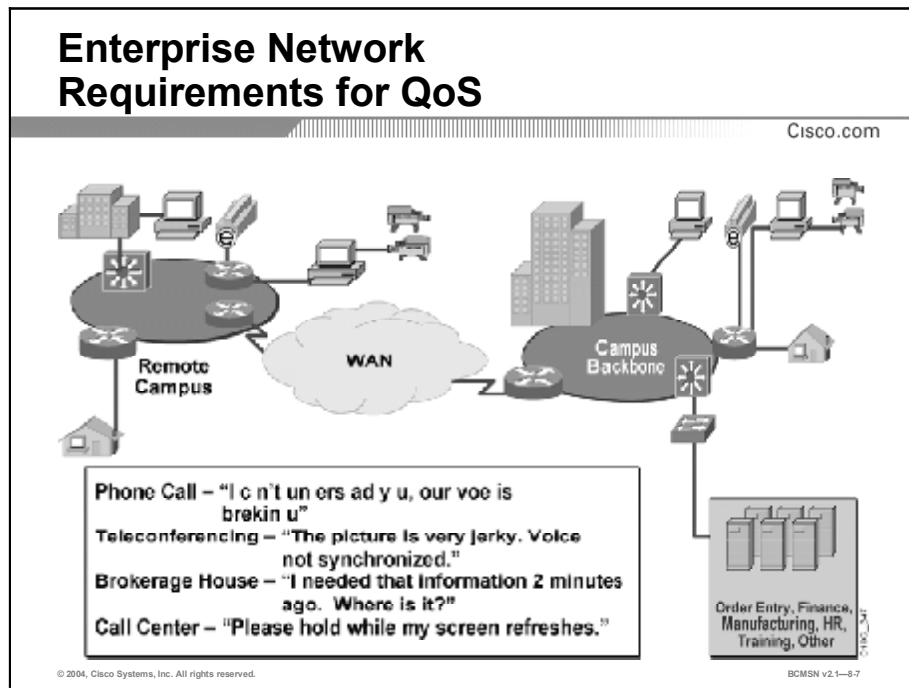 Enterprise Network
Requirements for QoS
Cisco.com
WAN
Remote
Campus
Campus
Backbone
Phone Call – “I c n’t un ers ad y u, our voe is
brekin u”
Teleconferencing – “The picture is very jerky. Voice
not synchronized.”
Brokerage House – “I needed that information 2 minutes
ago. Where is it?”
Call Center – “Please hold while my screen refreshes.”
Order Entry, Finance,
Manufacturing, HR,
Training, Other
© 2004, Cisco Systems, Inc. All rights reserved.
BCMSN v2.1—8-7